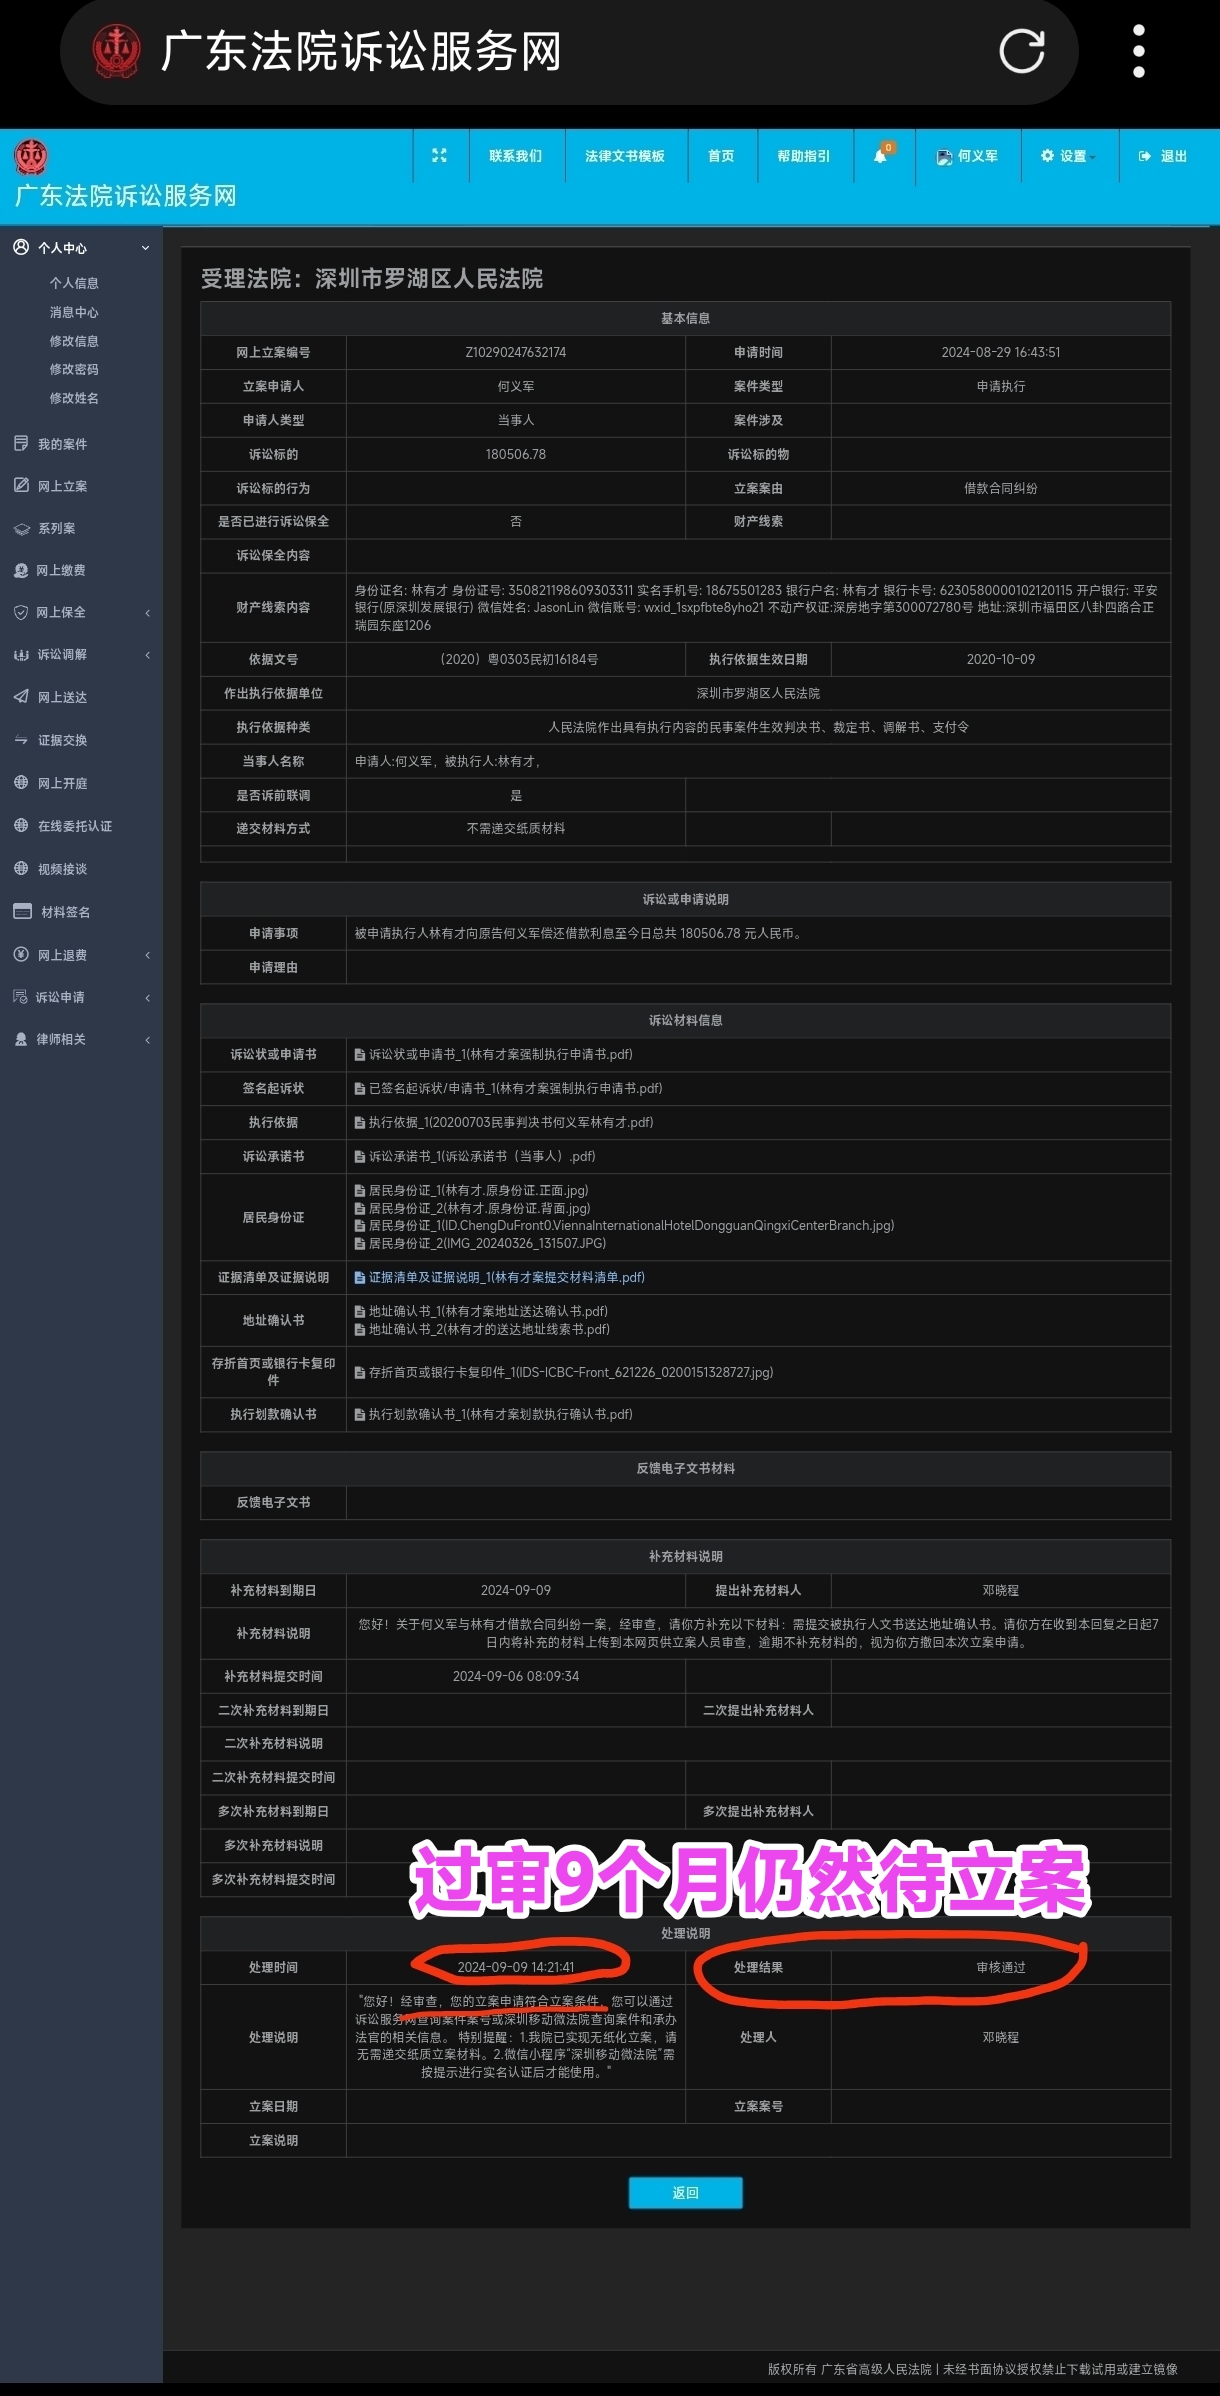 广东法院诉讼服务网
联系我们 法律文书模板 首页 帮助指引 0 何义军 设置 退出
广东法院诉讼服务网
个人中心
个人信息
消息中心
修改信息
修改密码
修改姓名
我的案件
网上立案
系列案
网上缴费
网上保全
诉讼调解
网上送达
证据交换
网上开庭
在线委托认证
视频接谈
材料签名
网上退费
诉讼申请
律师相关
受理法院：深圳市罗湖区人民法院
基本信息
网上立案编号 Z10290247632174 申请时间 2024-08-29 16:43:51
立案申请人 何义军 案件类型 申请执行
申请人类型 当事人 案件涉及
诉讼标的 180506.78 诉讼标的物
诉讼标的行为 立案案由 借款合同纠纷
是否已进行诉讼保全 否 财产线索
诉讼保全内容
财产线索内容
身份证名: 林有才 身份证号: 350821198609303311 实名手机号: 18675501283 银行户名: 林有才 银行卡号: 6230580000102120115 开户银行: 平安
银行(原深圳发展银行) 微信姓名: JasonLin 微信账号: wxid_1sxpfbte8yho21 不动产权证:深房地字第300072780号 地址:深圳市福田区八卦四路合正
瑞园东座1206
依据文号 （2020）粤0303民初16184号 执行依据生效日期 2020-10-09
作出执行依据单位 深圳市罗湖区人民法院
执行依据种类 人民法院作出具有执行内容的民事案件生效判决书、裁定书、调解书、支付令
当事人名称 申请人:何义军，被执行人:林有才，
是否诉前联调 是
递交材料方式 不需递交纸质材料
诉讼或申请说明
申请事项 被申请执行人林有才向原告何义军偿还借款利息至今日总共 180506.78 元人民币。
申请理由
诉讼材料信息
诉讼状或申请书 诉讼状或申请书_1(林有才案强制执行申请书.pdf)
签名起诉状 已签名起诉状/申请书_1(林有才案强制执行申请书.pdf)
执行依据 执行依据_1(20200703民事判决书何义军林有才.pdf)
诉讼承诺书 诉讼承诺书_1(诉讼承诺书（当事人）.pdf)
居民身份证
居民身份证_1(林有才.原身份证.正面.jpg)
居民身份证_2(林有才.原身份证.背面.jpg)
居民身份证_1(ID.ChengDuFront0.ViennaInternationalHotelDongguanQingxiCenterBranch.jpg)
居民身份证_2(IMG_20240326_131507.JPG)
证据清单及证据说明 证据清单及证据说明_1(林有才案提交材料清单.pdf)
地址确认书
地址确认书_1(林有才案地址送达确认书.pdf)
地址确认书_2(林有才的送达地址线索书.pdf)
存折首页或银行卡复印
件
存折首页或银行卡复印件_1(IDS-ICBC-Front_621226_0200151328727.jpg)
执行划款确认书 执行划款确认书_1(林有才案划款执行确认书.pdf)
反馈电子文书材料
反馈电子文书
补充材料说明
补充材料到期日 2024-09-09 提出补充材料人 邓晓程
补充材料说明
您好！关于何义军与林有才借款合同纠纷一案，经审查，请你方补充以下材料：需提交被执行人文书送达地址确认书。请你方在收到本回复之日起7
日内将补充的材料上传到本网页供立案人员审查，逾期不补充材料的，视为你方撤回本次立案申请。
补充材料提交时间 2024-09-06 08:09:34
二次补充材料到期日 二次提出补充材料人
二次补充材料说明
二次补充材料提交时间
多次补充材料到期日 多次提出补充材料人
多次补充材料说明
多次补充材料提交时间
过审9个月仍然待立案
处理说明
处理时间 2024-09-09 14:21:41 处理结果 审核通过
处理说明
"您好！经审查，您的立案申请符合立案条件。您可以通过
诉讼服务网查询案件案号或深圳移动微法院查询案件和承办
法官的相关信息。 特别提醒：1.我院已实现无纸化立案，请
无需递交纸质立案材料。2.微信小程序"深圳移动微法院"需
按提示进行实名认证后才能使用。"
处理人 邓晓程
立案日期 立案案号
立案说明
返回
版权所有 广东省高级人民法院 | 未经书面协议授权禁止下载试用或建立镜像